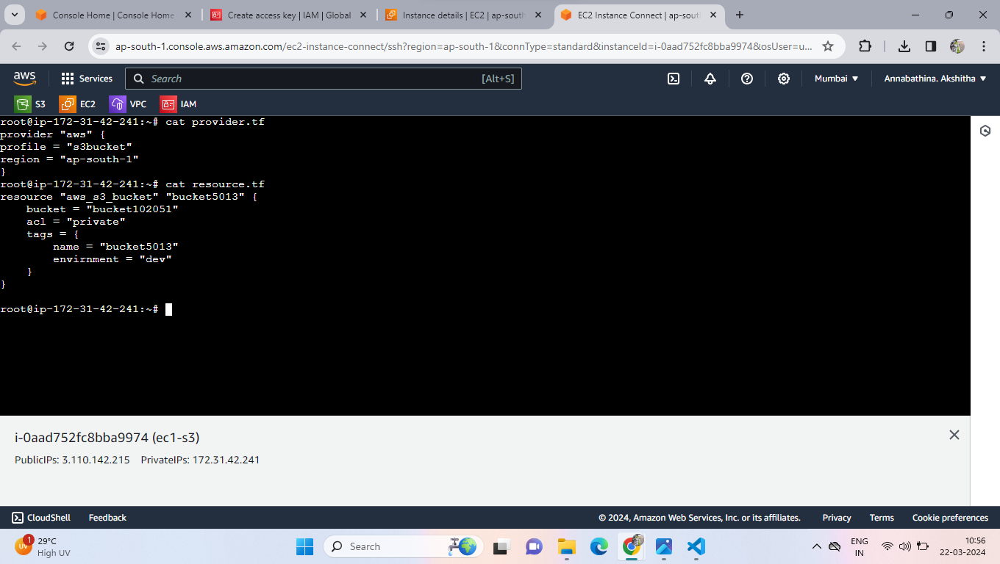 Console Home | Console Home
Create access key | IAM | Global
Instance details | EC2 | ap-south
EC2 Instance Connect | ap-sout
ap-south-1.console.aws.amazon.com/ec2-instance-connect/ssh?region=ap-south-1&connType=standard&instanceId=i-0aad752fc8bba9974&osUser=u...
aws
Services
Search
[Alt+S]
Mumbai
Annabathina. Akshitha
S3
EC2
VPC
IAM
root@ip-172-31-42-241:~# cat provider.tf
provider "aws" {
profile = "s3bucket"
region = "ap-south-1"
}
root@ip-172-31-42-241:~# cat resource.tf
resource "aws_s3_bucket" "bucket5013" {
    bucket = "bucket102051"
    acl = "private"
    tags = {
        name = "bucket5013"
        envirnment = "dev"
    }
}
root@ip-172-31-42-241:~#
i-0aad752fc8bba9974 (ec1-s3)
PublicIPs: 3.110.142.215 PrivateIPs: 172.31.42.241
CloudShell
Feedback
© 2024, Amazon Web Services, Inc. or its affiliates.
Privacy
Terms
Cookie preferences
UV
1
29°C
High UV
Search
ENG
IN
10:56
22-03-2024